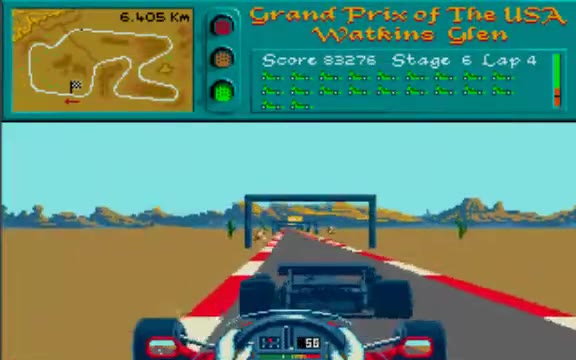 6.405 Km
Grand Prix of The USA
Watkins Glen
Score 83276 Stage 6 Lap 4
56